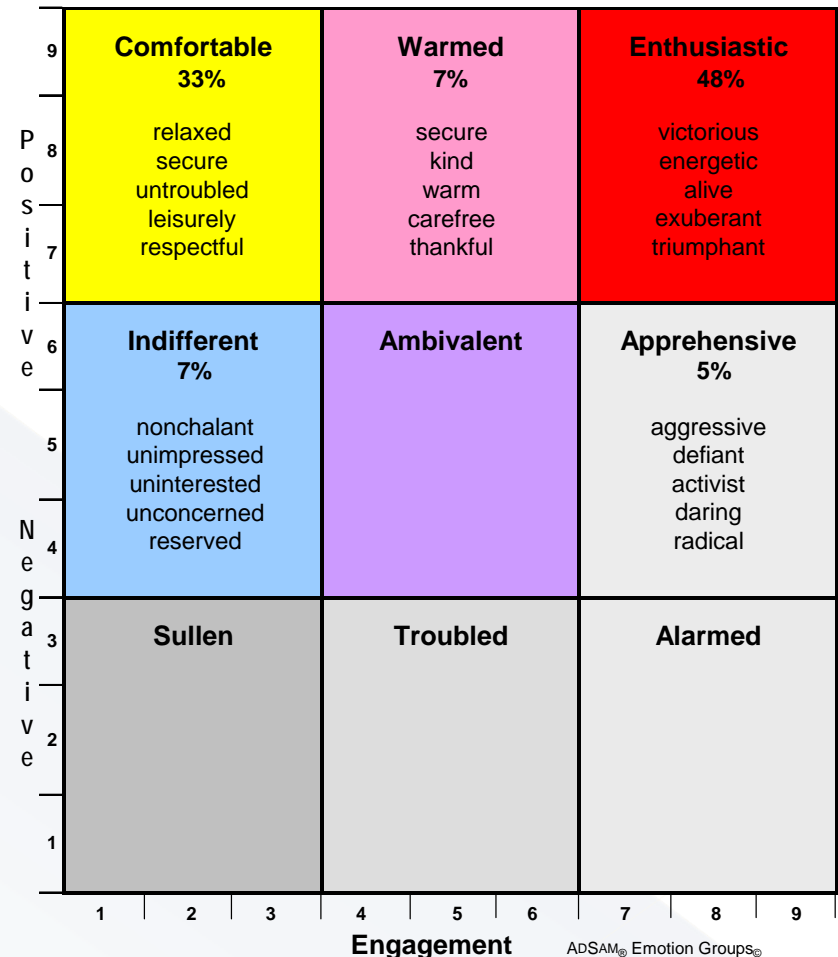 Positive
Negative
9
8
7
6
5
4
3
2
1
Comfortable
33%
relaxed
secure
untroubled
leisurely
respectful
Warmed
7%
secure
kind
warm
carefree
thankful
Enthusiastic
48%
victorious
energetic
alive
exuberant
triumphant
Indifferent
7%
nonchalant
unimpressed
uninterested
unconcerned
reserved
Ambivalent
Apprehensive
5%
aggressive
defiant
activist
daring
radical
Sullen
Troubled
Alarmed
1 2 3 4 5 6 7 8 9
Engagement
ADSAM® Emotion Groups©